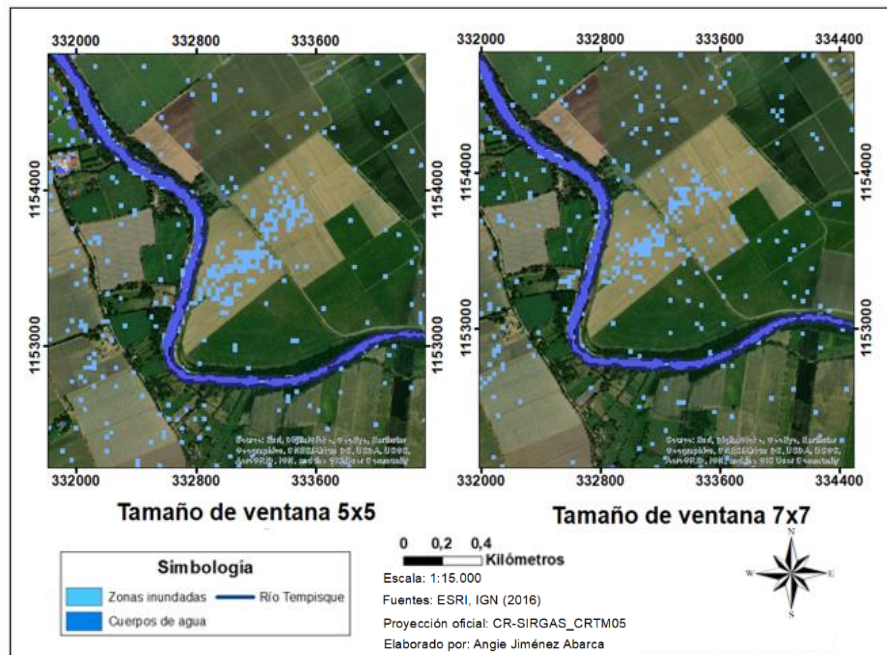 332000 332800 333600
332000 332800 333600 334400
1154000
1153000
1154000
1153000
1154000
1153000
332000 332800 333600
332000 332800 333600 334400
Tamaño de ventana 5x5
Tamaño de ventana 7x7
Simbología
Zonas inundadas
Río Tempisque
Cuerpos de agua
0 0,2 0,4
Kilómetros
Escala: 1:15.000
Fuentes: ESRI, IGN (2016)
Proyección oficial: CR-SIRGAS_CRTM05
Elaborado por: Angie Jiménez Abarca
N
W E
S